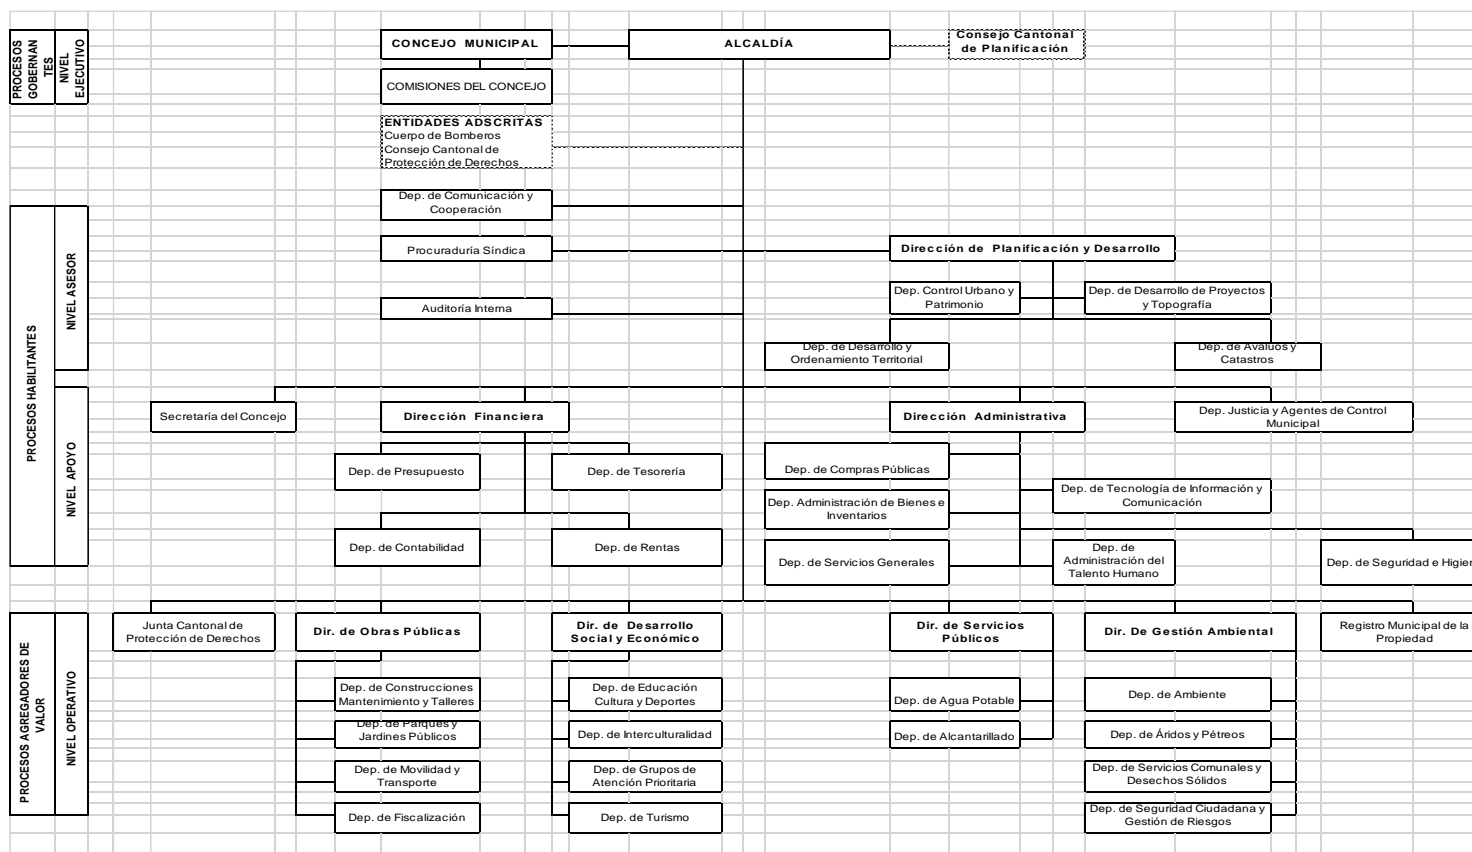 PROCESOS
GOBERNAN
TES
NIVEL
EJECUTIVO
CONCEJO MUNICIPAL
ALCALDÍA
Consejo Cantonal
de Planificación
COMISIONES DEL CONCEJO
ENTIDADES ADSCRITAS
Cuerpo de Bomberos
Consejo Cantonal de
Protección de Derechos
PROCESOS HABILITANTES
NIVEL ASESOR
Dep. de Comunicación y
Cooperación
Procuraduría Síndica
Dirección de Planificación y Desarrollo
Auditoría Interna
Dep. Control Urbano y
Patrimonio
Dep. de Desarrollo de Proyectos
y Topografía
Dep. de Desarrollo y
Ordenamiento Territorial
Dep. de Avaluos y
Catastros
NIVEL APOYO
Secretaría del Concejo
Dirección Financiera
Dirección Administrativa
Dep. Justicia y Agentes de Control
Municipal
Dep. de Presupuesto
Dep. de Tesorería
Dep. de Compras Públicas
Dep. de Tecnología de Información y
Comunicación
Dep. Administración de Bienes e
Inventarios
Dep. de Contabilidad
Dep. de Rentas
Dep. de Servicios Generales
Dep. de
Administración del
Talento Humano
Dep. de Seguridad e Higien
PROCESOS AGREGADORES DE
VALOR
NIVEL OPERATIVO
Junta Cantonal de
Protección de Derechos
Dir. de Obras Públicas
Dir. de Desarrollo
Social y Económico
Dir. de Servicios
Públicos
Dir. De Gestión Ambiental
Registro Municipal de la
Propiedad
Dep. de Construcciones
Mantenimiento y Talleres
Dep. de Educación
Cultura y Deportes
Dep. de Agua Potable
Dep. de Ambiente
Dep. de Parques y
Jardines Públicos
Dep. de Interculturalidad
Dep. de Alcantarillado
Dep. de Áridos y Pétreos
Dep. de Movilidad y
Transporte
Dep. de Grupos de
Atención Prioritaria
Dep. de Servicios Comunales y
Desechos Sólidos
Dep. de Fiscalización
Dep. de Turismo
Dep. de Seguridad Ciudadana y
Gestión de Riesgos